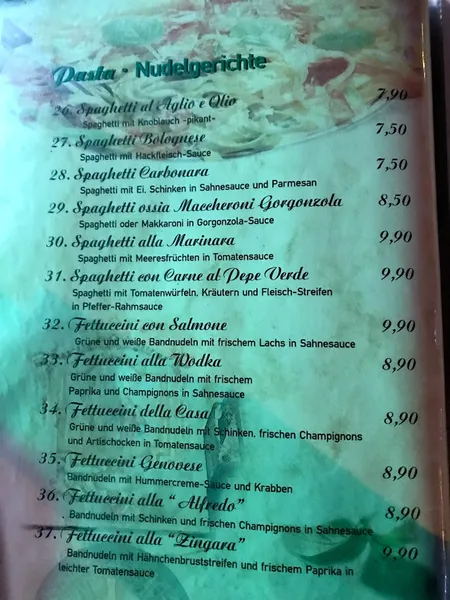 Pasta • Nudelgerichte
26. Spaghetti al Aglio e Olio 7,90
Spaghetti mit Knoblauch -pikant-
27. Spaghetti Bolognese 7,50
Spaghetti mit Hackfleisch-Sauce
28. Spaghetti Carbonara 7,50
Spaghetti mit Ei, Schinken in Sahnesauce und Parmesan
29. Spaghetti ossia Maccheroni Gorgonzola 8,50
Spaghetti oder Makkaroni in Gorgonzola-Sauce
30. Spaghetti alla Marinara 9,90
Spaghetti mit Meeresfrüchten in Tomatensauce
31. Spaghetti con Carne al Pepe Verde 9,90
Spaghetti mit Tomatenwürfeln, Kräutern und Fleisch-Streifen
in Pfeffer-Rahmsauce
32. Fettuccini con Salmone 9,90
Grüne und weiße Bandnudeln mit frischem Lachs in Sahnesauce
33. Fettuccini alla Wodka 8,90
Grüne und weiße Bandnudeln mit frischem
Paprika und Champignons in Sahnesauce
34. Fettuccini della Casa 8,90
Grüne und weiße Bandnudeln mit Schinken, frischen Champignons
und Artischocken in Tomatensauce
35. Fettuccini Genovese 8,90
Bandnudeln mit Hummercreme-Sauce und Krabben
36. Fettuccini alla “ Alfredo” 8,90
Bandnudeln mit Schinken und frischen Champignons in Sahnesauce
37. Fettuccini alla “Zingara” 9,90
Bandnudeln mit Hähnchenbruststreifen und frischem Paprika in
leichter Tomatensauce